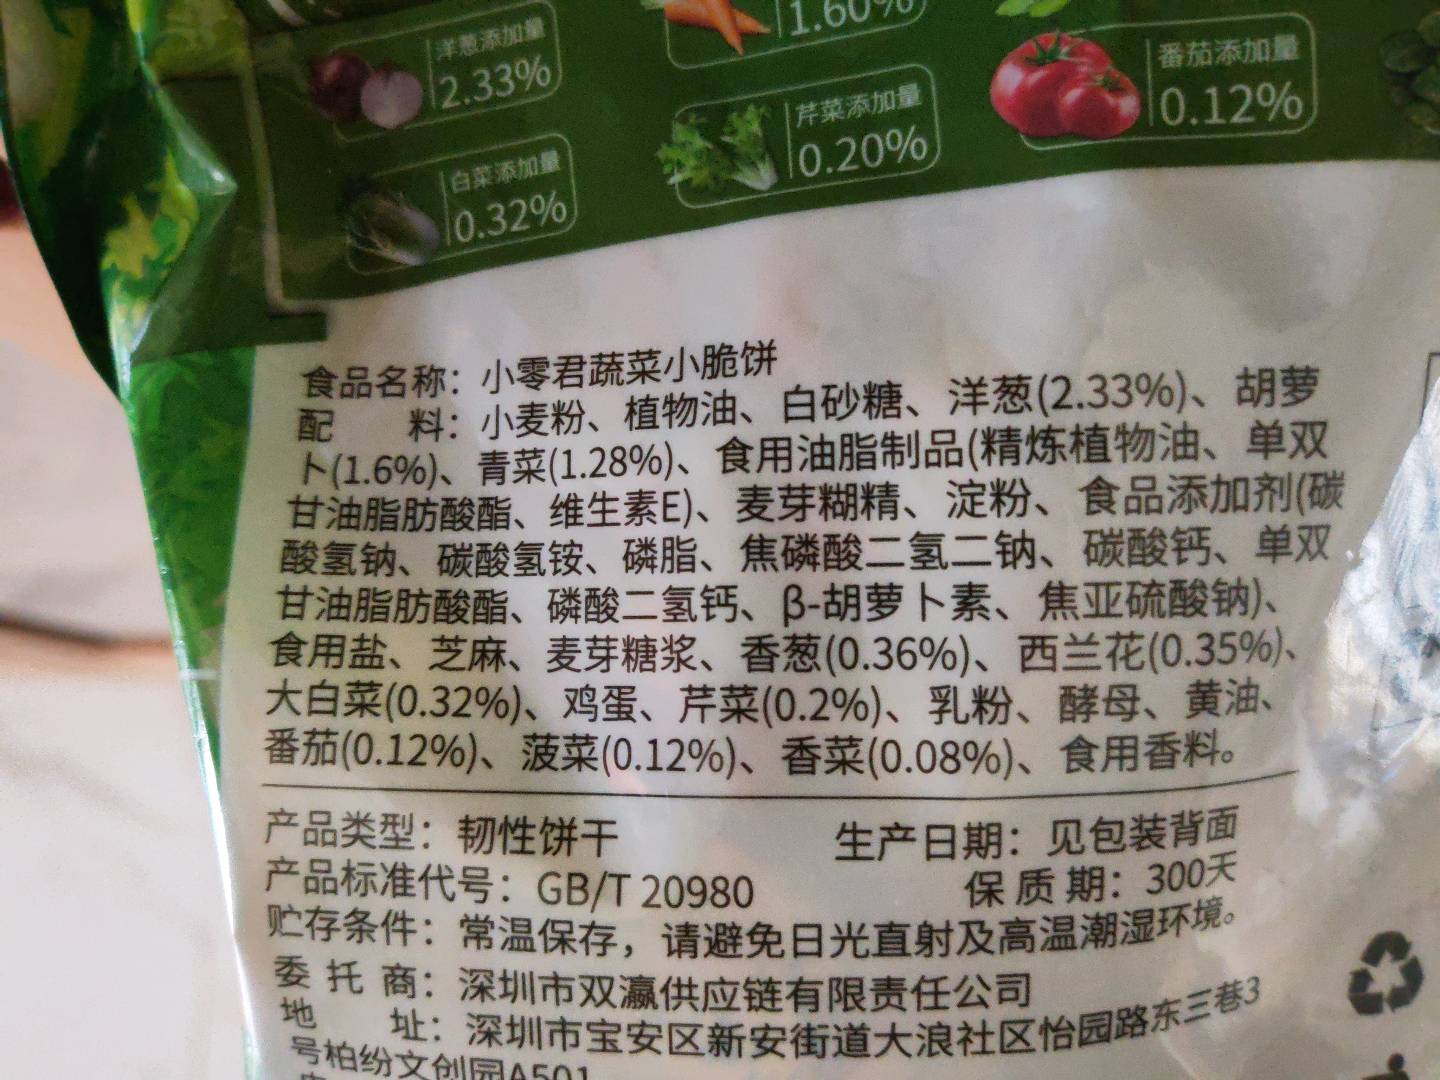 洋葱添加量
2.33%
1.60%
番茄添加量
0.12%
芹菜添加量
0.20%
白菜添加量
0.32%
食品名称：小零君蔬菜小脆饼
配 料：小麦粉、植物油、白砂糖、洋葱(2.33%)、胡萝
卜(1.6%)、青菜(1.28%)、食用油脂制品(精炼植物油、单双
甘油脂肪酸酯、维生素E)、麦芽糊精、淀粉、食品添加剂(碳
酸氢钠、碳酸氢铵、磷脂、焦磷酸二氢二钠、碳酸钙、单双
甘油脂肪酸酯、磷酸二氢钙、β-胡萝卜素、焦亚硫酸钠)、
食用盐、芝麻、麦芽糖浆、香葱(0.36%)、西兰花(0.35%)、
大白菜(0.32%)、鸡蛋、芹菜(0.2%)、乳粉、酵母、黄油、
番茄(0.12%)、菠菜(0.12%)、香菜(0.08%)、食用香料。
产品类型：韧性饼干 生产日期：见包装背面
产品标准代号：GB/T 20980 保质期：300天
贮存条件：常温保存，请避免日光直射及高温潮湿环境。
委托商：深圳市双瀛供应链有限责任公司
地 址：深圳市宝安区新安街道大浪社区怡园路东三巷3
号柏纷文创园A501